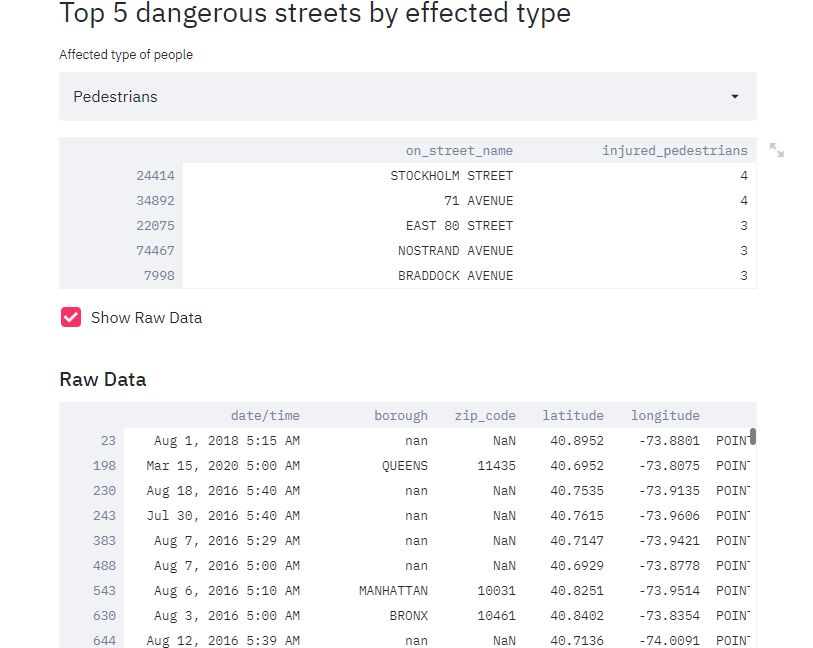 Top 5 dangerous streets by effected type
Affected type of people
Pedestrians
on_street_name injured_pedestrians
24414 STOCKHOLM STREET 4
34892 71 AVENUE 4
22075 EAST 80 STREET 3
74467 NOSTRAND AVENUE 3
7998 BRADDOCK AVENUE 3
Show Raw Data
Raw Data
date/time borough zip_code latitude longitude
23 Aug 1, 2018 5:15 AM nan NaN 40.8952 -73.8801 POINT
198 Mar 15, 2020 5:00 AM QUEENS 11435 40.6952 -73.8075 POINT
230 Aug 18, 2016 5:40 AM nan NaN 40.7535 -73.9135 POINT
243 Jul 30, 2016 5:40 AM nan NaN 40.7615 -73.9606 POINT
383 Aug 7, 2016 5:29 AM nan NaN 40.7147 -73.9421 POINT
488 Aug 7, 2016 5:00 AM nan NaN 40.6929 -73.8778 POINT
543 Aug 6, 2016 5:10 AM MANHATTAN 10031 40.8251 -73.9514 POINT
630 Aug 3, 2016 5:00 AM BRONX 10461 40.8402 -73.8354 POINT
644 Aug 12, 2016 5:39 AM nan NaN 40.7136 -74.0091 POINT